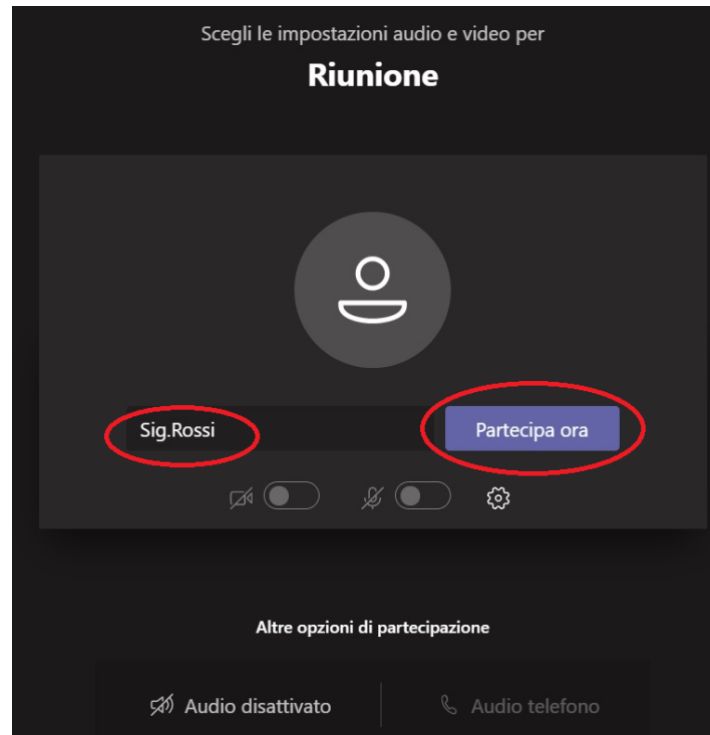 Scegli le impostazioni audio e video per
Riunione
Sig.Rossi
Partecipa ora
Altre opzioni di partecipazione
Audio disattivato
Audio telefono